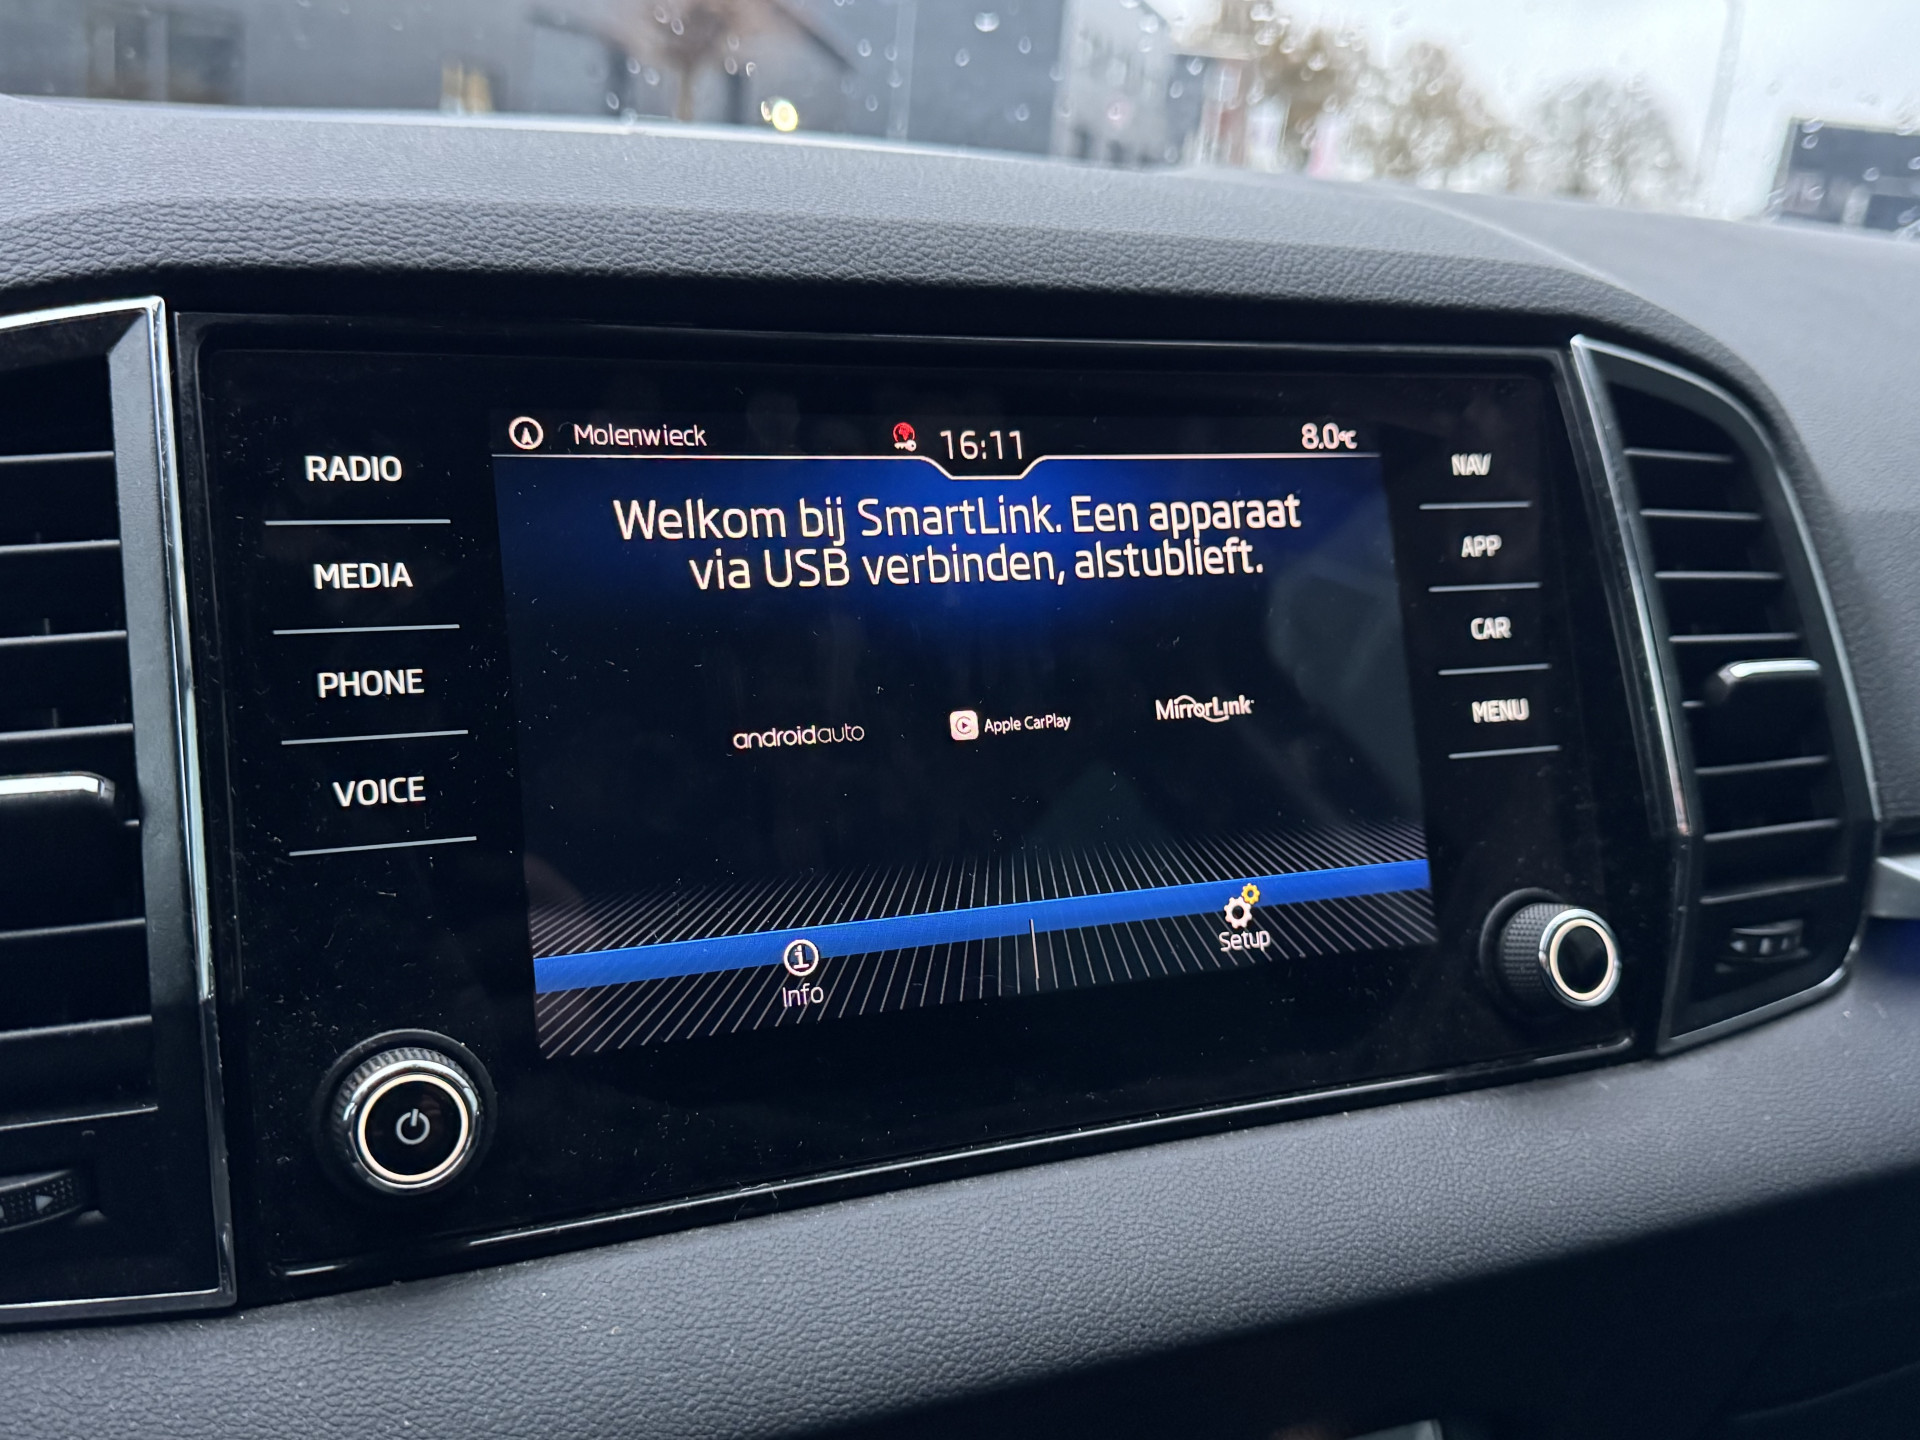 Molenwieck
16:11
8.0°C
RADIO
MEDIA
PHONE
VOICE
Welkom bij SmartLink. Een apparaat
via USB verbinden, alstublieft.
androidauto
Apple CarPlay
MirrorLink
Info
Setup
NAV
APP
CAR
MENU